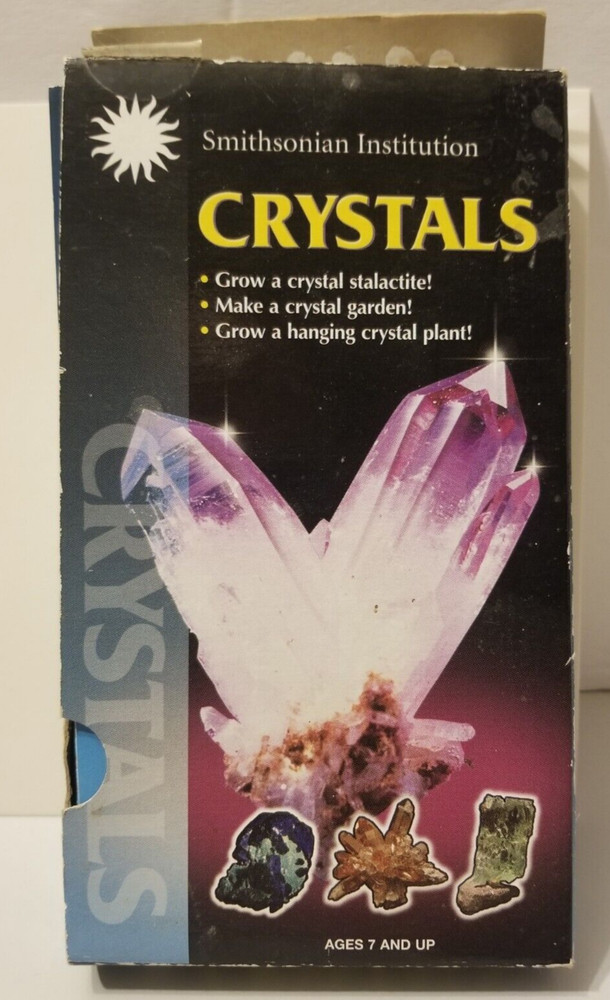 Smithsonian Institution
CRYSTALS
• Grow a crystal stalactite!
• Make a crystal garden!
• Grow a hanging crystal plant!
CRYSTALS
AGES 7 AND UP